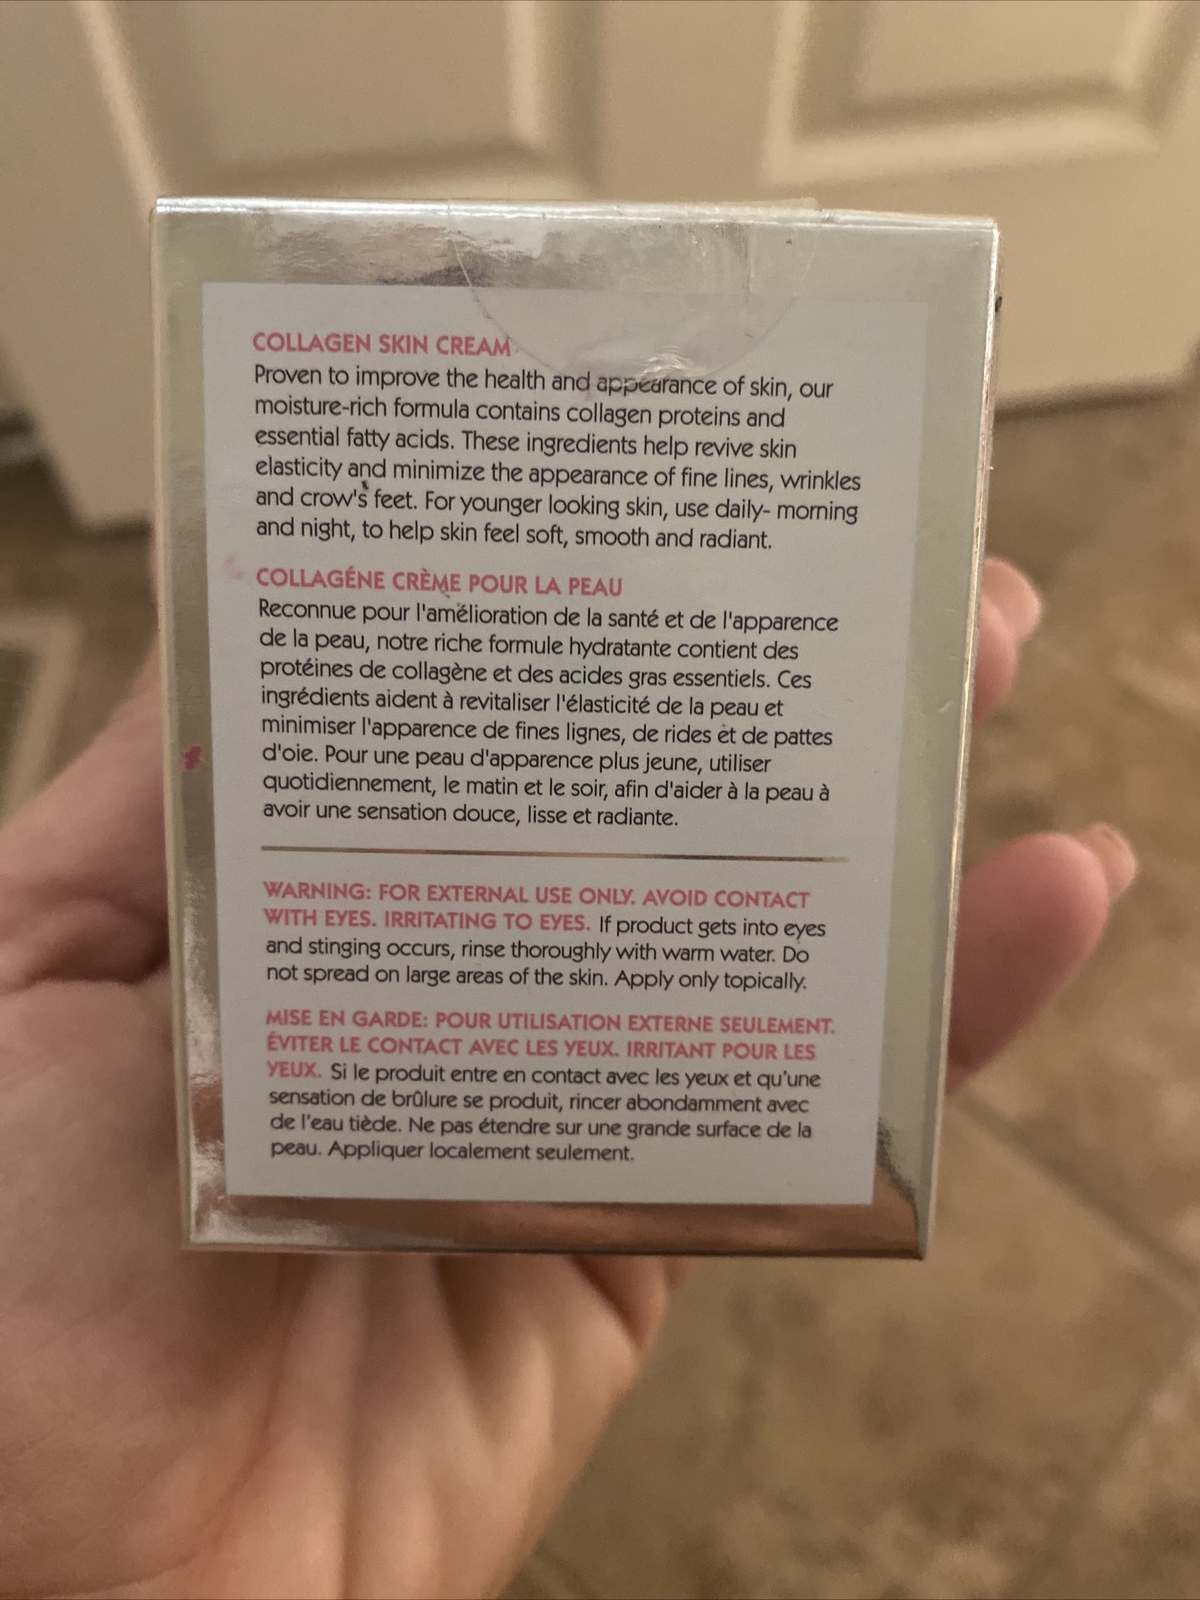 COLLAGEN SKIN CREAM
Proven to improve the health and appearance of skin, our
moisture-rich formula contains collagen proteins and
essential fatty acids. These ingredients help revive skin
elasticity and minimize the appearance of fine lines, wrinkles
and crow's feet. For younger looking skin, use daily- morning
and night, to help skin feel soft, smooth and radiant.
COLLAGÉNE CRÈME POUR LA PEAU
Reconnue pour l'amélioration de la santé et de l'apparence
de la peau, notre riche formule hydratante contient des
protéines de collagène et des acides gras essentiels. Ces
ingrédients aident à revitaliser l'élasticité de la peau et
minimiser l'apparence de fines lignes, de rides et de pattes
d'oie. Pour une peau d'apparence plus jeune, utiliser
quotidiennement, le matin et le soir, afin d'aider à la peau à
avoir une sensation douce, lisse et radiante.
WARNING: FOR EXTERNAL USE ONLY. AVOID CONTACT
WITH EYES. IRRITATING TO EYES. If product gets into eyes
and stinging occurs, rinse thoroughly with warm water. Do
not spread on large areas of the skin. Apply only topically.
MISE EN GARDE: POUR UTILISATION EXTERNE SEULEMENT.
ÉVITER LE CONTACT AVEC LES YEUX. IRRITANT POUR LES
YEUX. Si le produit entre en contact avec les yeux et qu'une
sensation de brûlure se produit, rincer abondamment avec
de l'eau tiède. Ne pas étendre sur une grande surface de la
peau. Appliquer localement seulement.